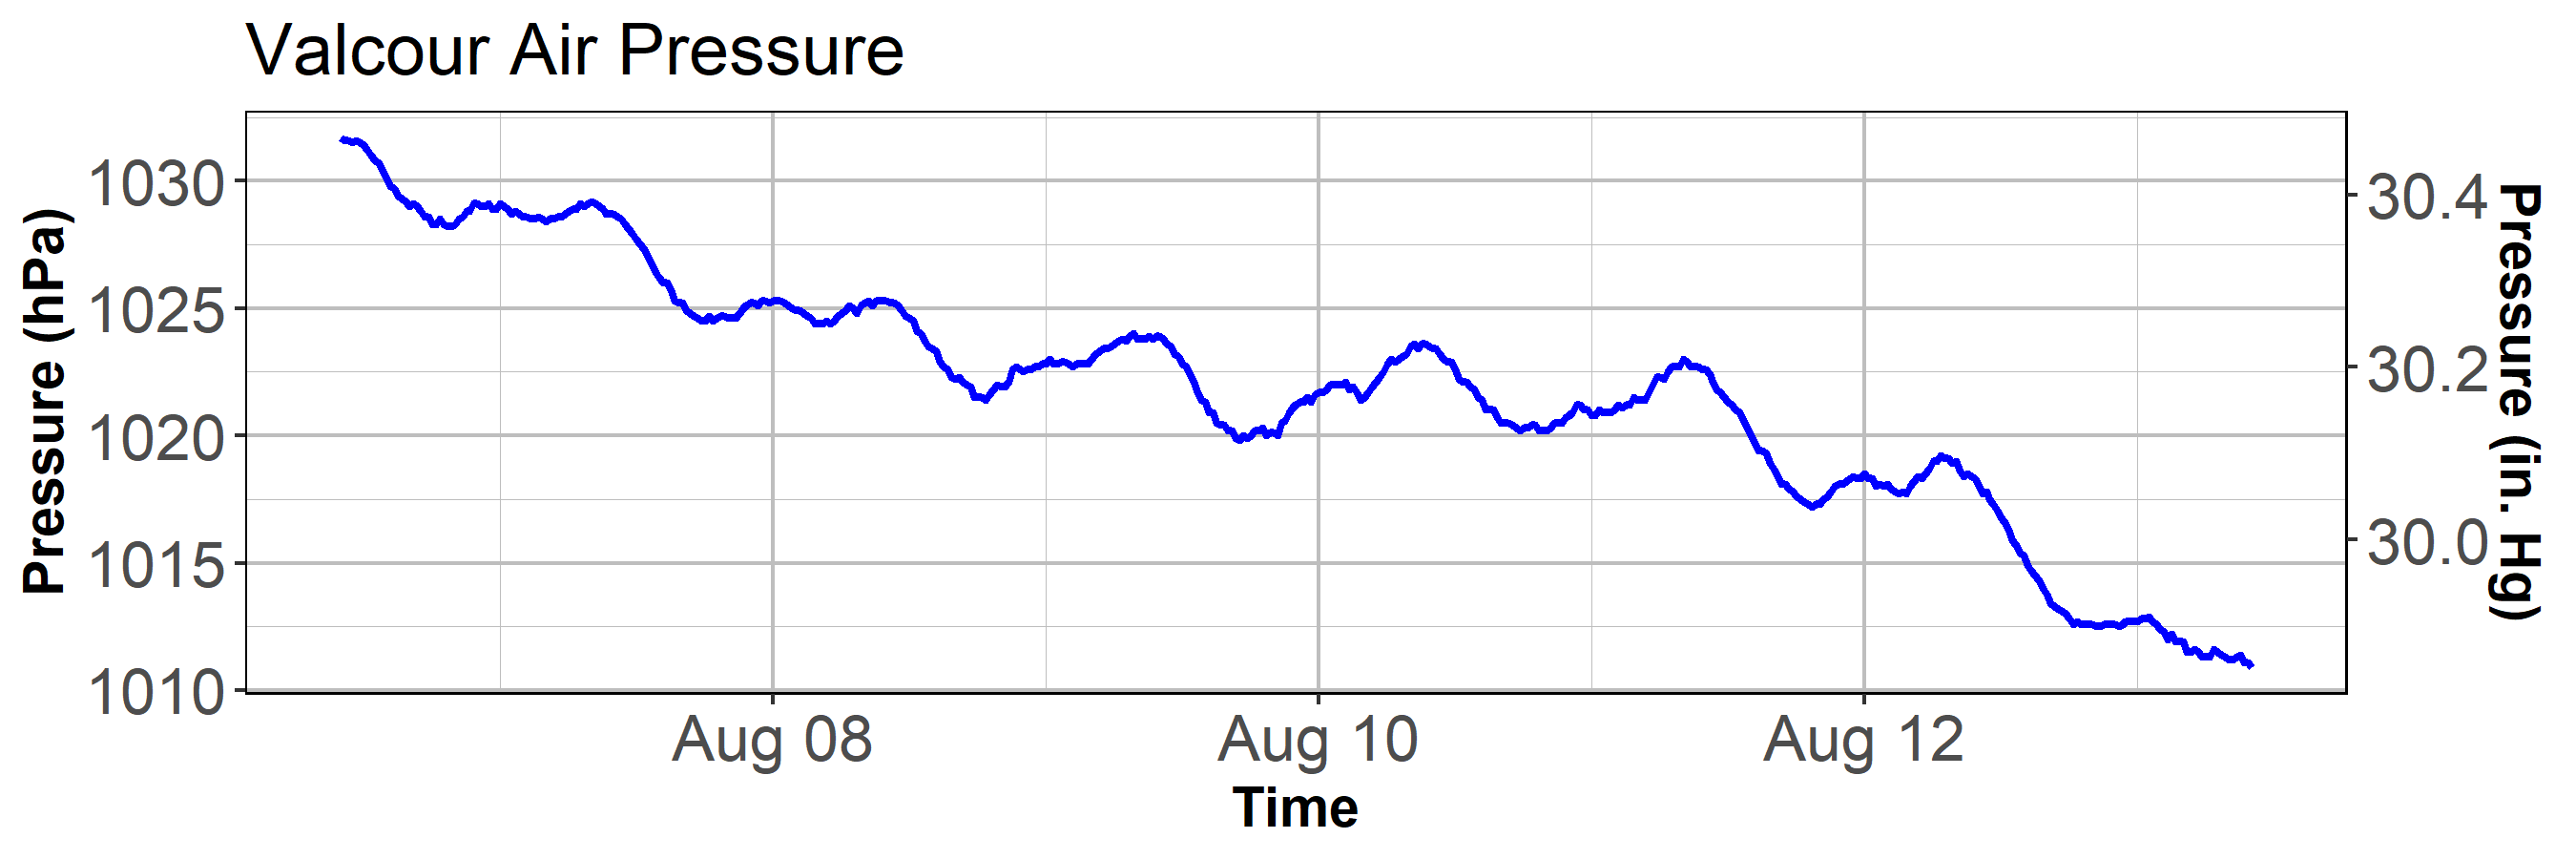 Valcour Air Pressure
Pressure (hPa)
1030
1025
1020
1015
1010
30.4
30.2
30.0
Pressure (in. Hg)
Aug 08
Aug 10
Aug 12
Time